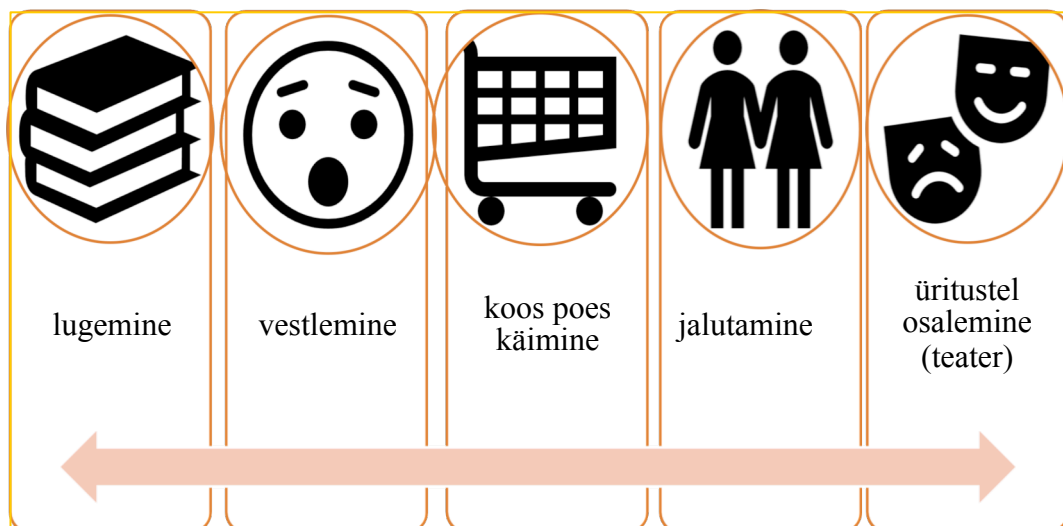 lugemine
vestlemine
koos poes
käimine
jalutamine
üritustel
osalemine
(teater)